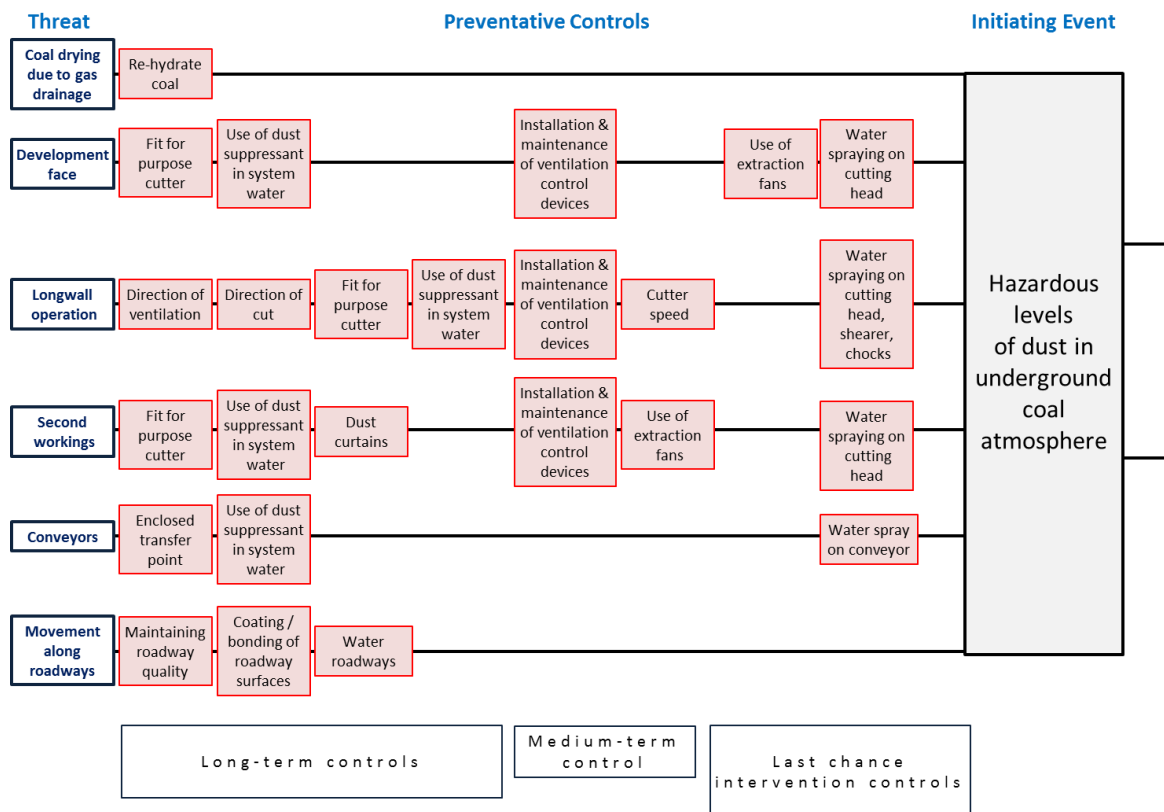 Threat
Preventative Controls
Initiating Event
Coal drying
due to gas
drainage
Re-hydrate
coal
Development
face
Fit for
purpose
cutter
Use of dust
suppressant
in system
water
Installation &
maintenance
of ventilation
control
devices
Use of
extraction
fans
Water
spraying on
cutting
head
Longwall
operation
Direction of
ventilation
Direction of
cut
Fit for
purpose
cutter
Use of dust
suppressant
in system
water
Installation &
maintenance
of ventilation
control
devices
Cutter
speed
Water
spraying on
cutting
head,
shearer,
chocks
Second
workings
Fit for
purpose
cutter
Use of dust
suppressant
in system
water
Dust
curtains
Installation &
maintenance
of ventilation
control
devices
Use of
extraction
fans
Water
spraying on
cutting
head
Conveyors
Enclosed
transfer
point
Use of dust
suppressant
in system
water
Water spray
on conveyor
Movement
along
roadways
Maintaining
roadway
quality
Coating /
bonding of
roadway
surfaces
Water
roadways
Hazardous
levels
of dust in
underground
coal
atmosphere
Long-term controls
Medium-term
control
Last chance
intervention controls